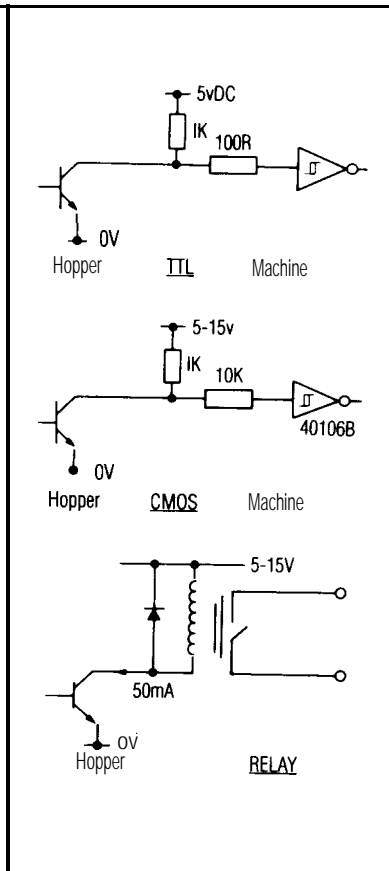 5vDC
IK
100R
0V
Hopper TTL Machine
5-15v
IK
10K
40106B
0V
Hopper CMOS Machine
5-15V
50mA
0V
Hopper
RELAY